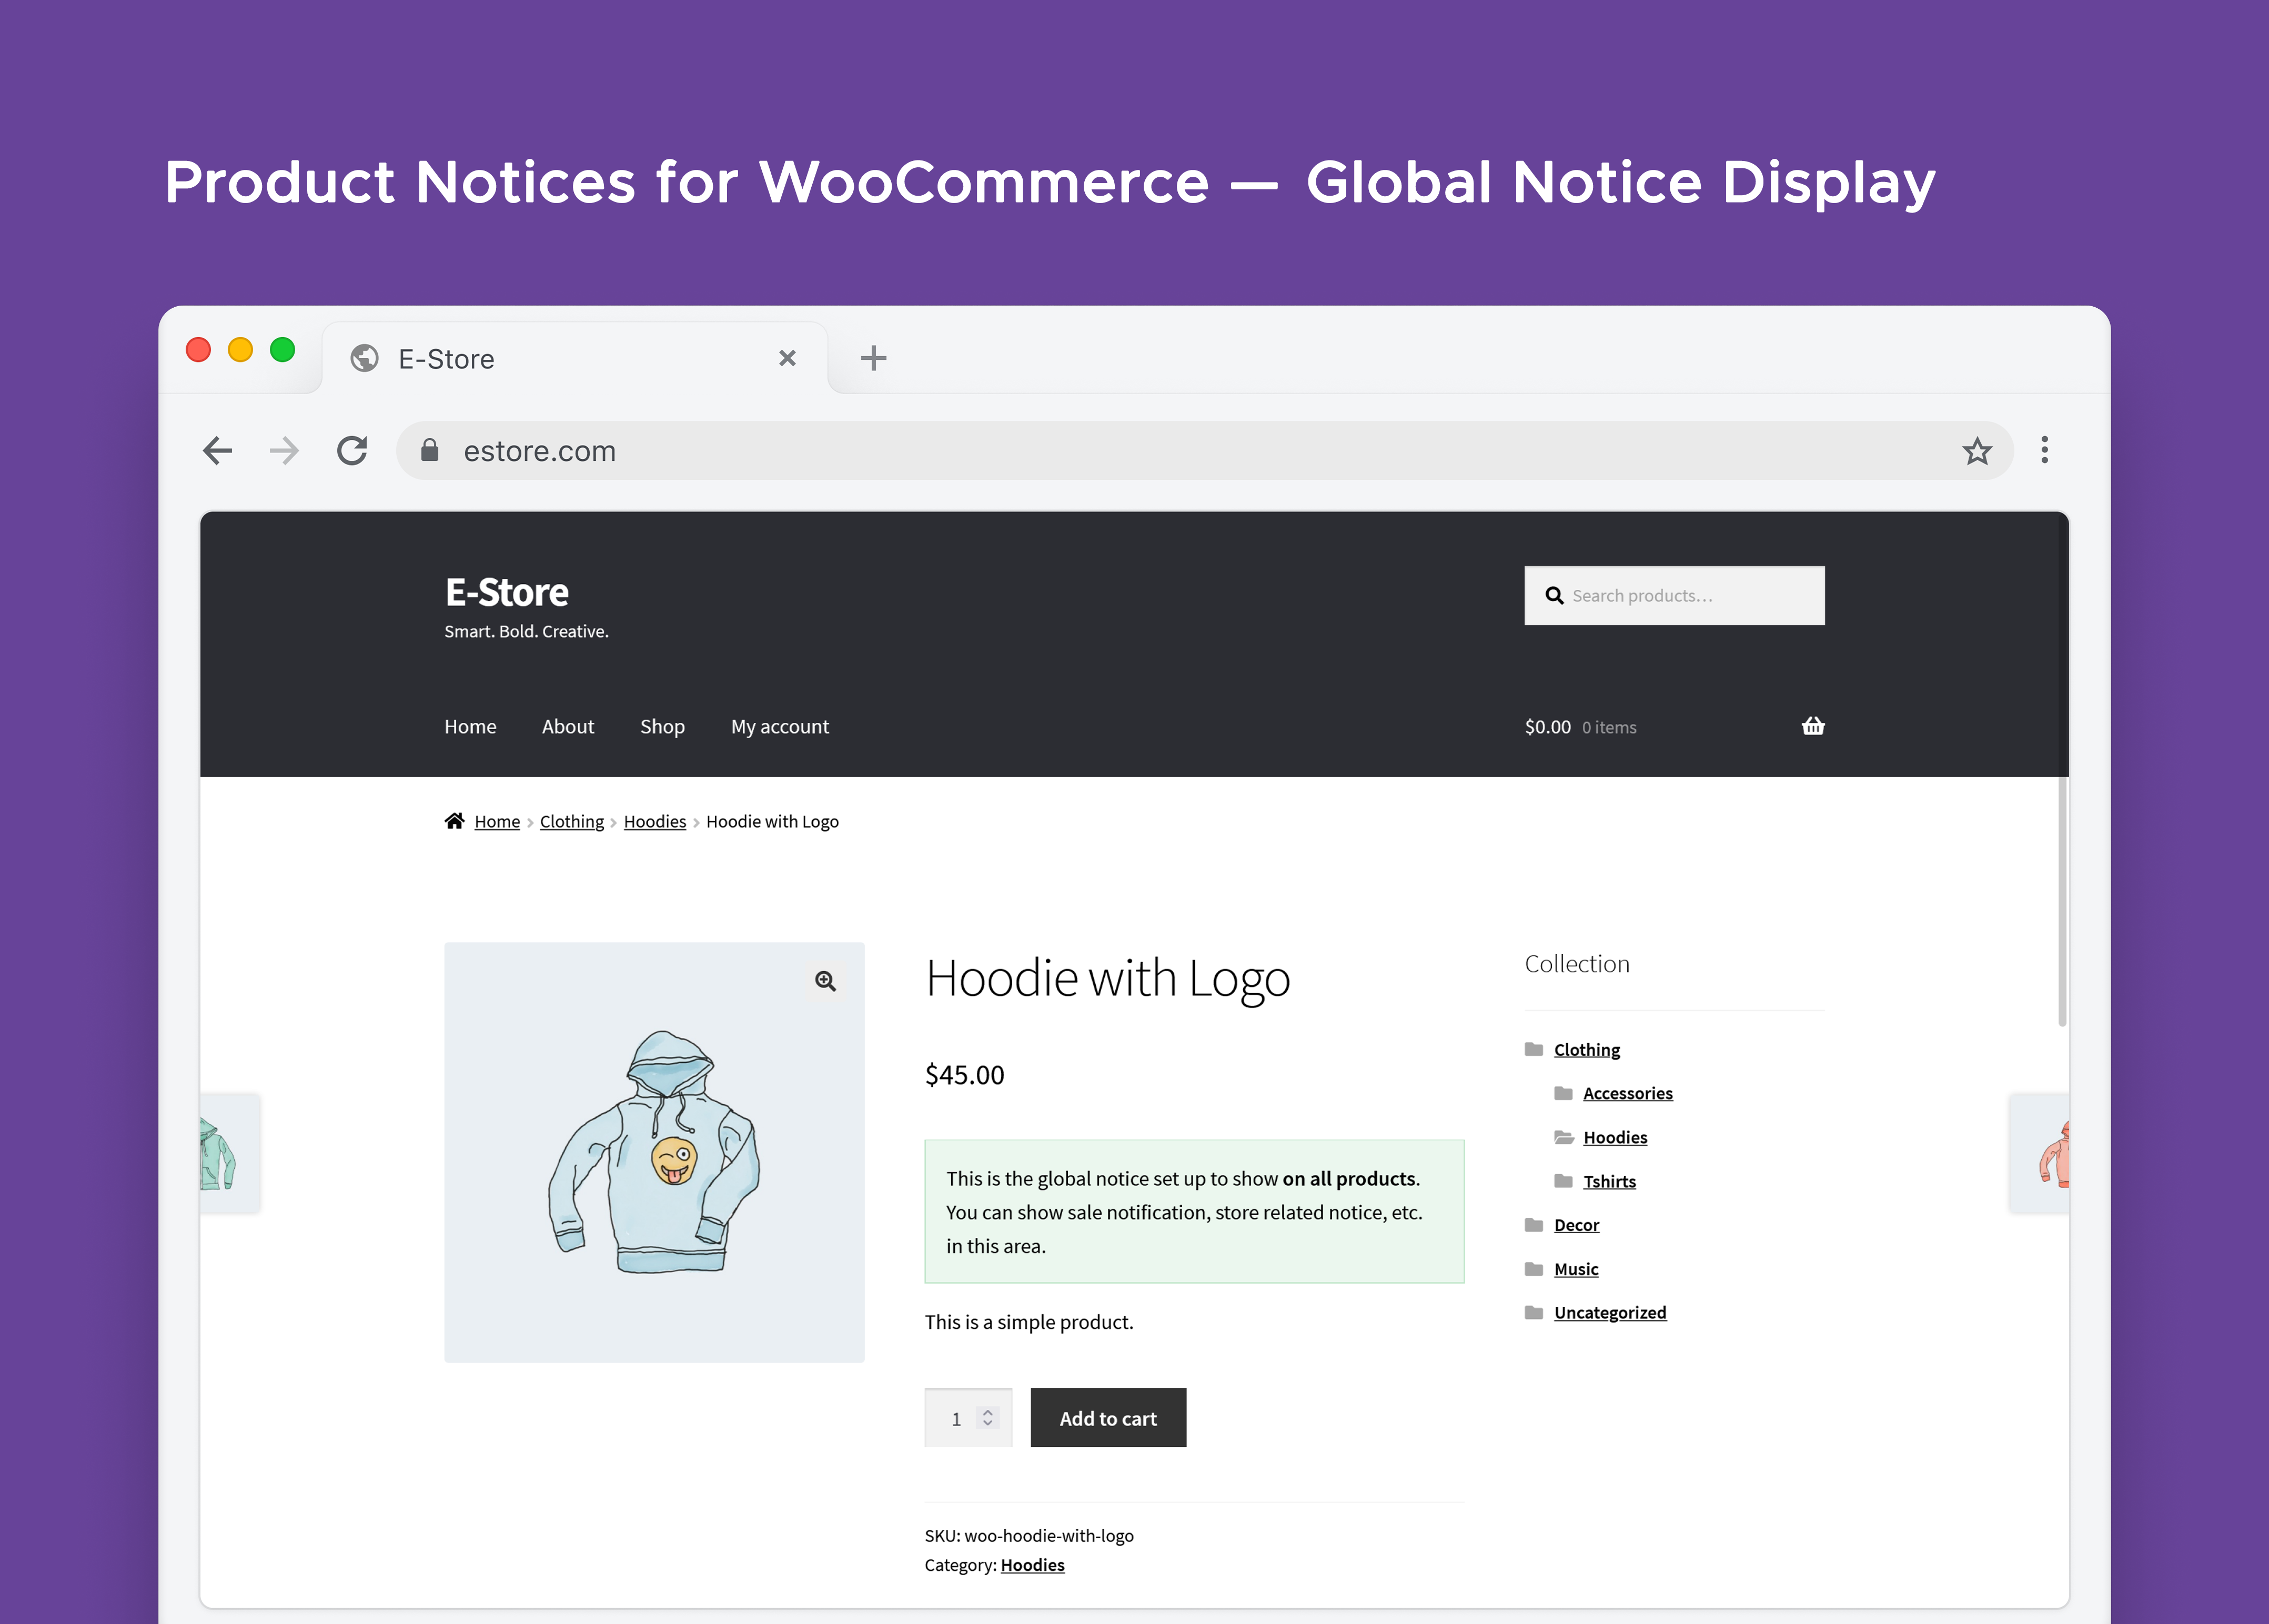 Product Notices for WooCommerce — Global Notice Display
E-Store
estore.com
E-Store
Smart. Bold. Creative.
Search products…
Home About Shop My account
$0.00 0 items
Home › Clothing › Hoodies › Hoodie with Logo
Hoodie with Logo
$45.00
This is the global notice set up to show on all products.
You can show sale notification, store related notice, etc.
in this area.
This is a simple product.
1
Add to cart
SKU: woo-hoodie-with-logo
Category: Hoodies
Collection
Clothing
Accessories
Hoodies
Tshirts
Decor
Music
Uncategorized